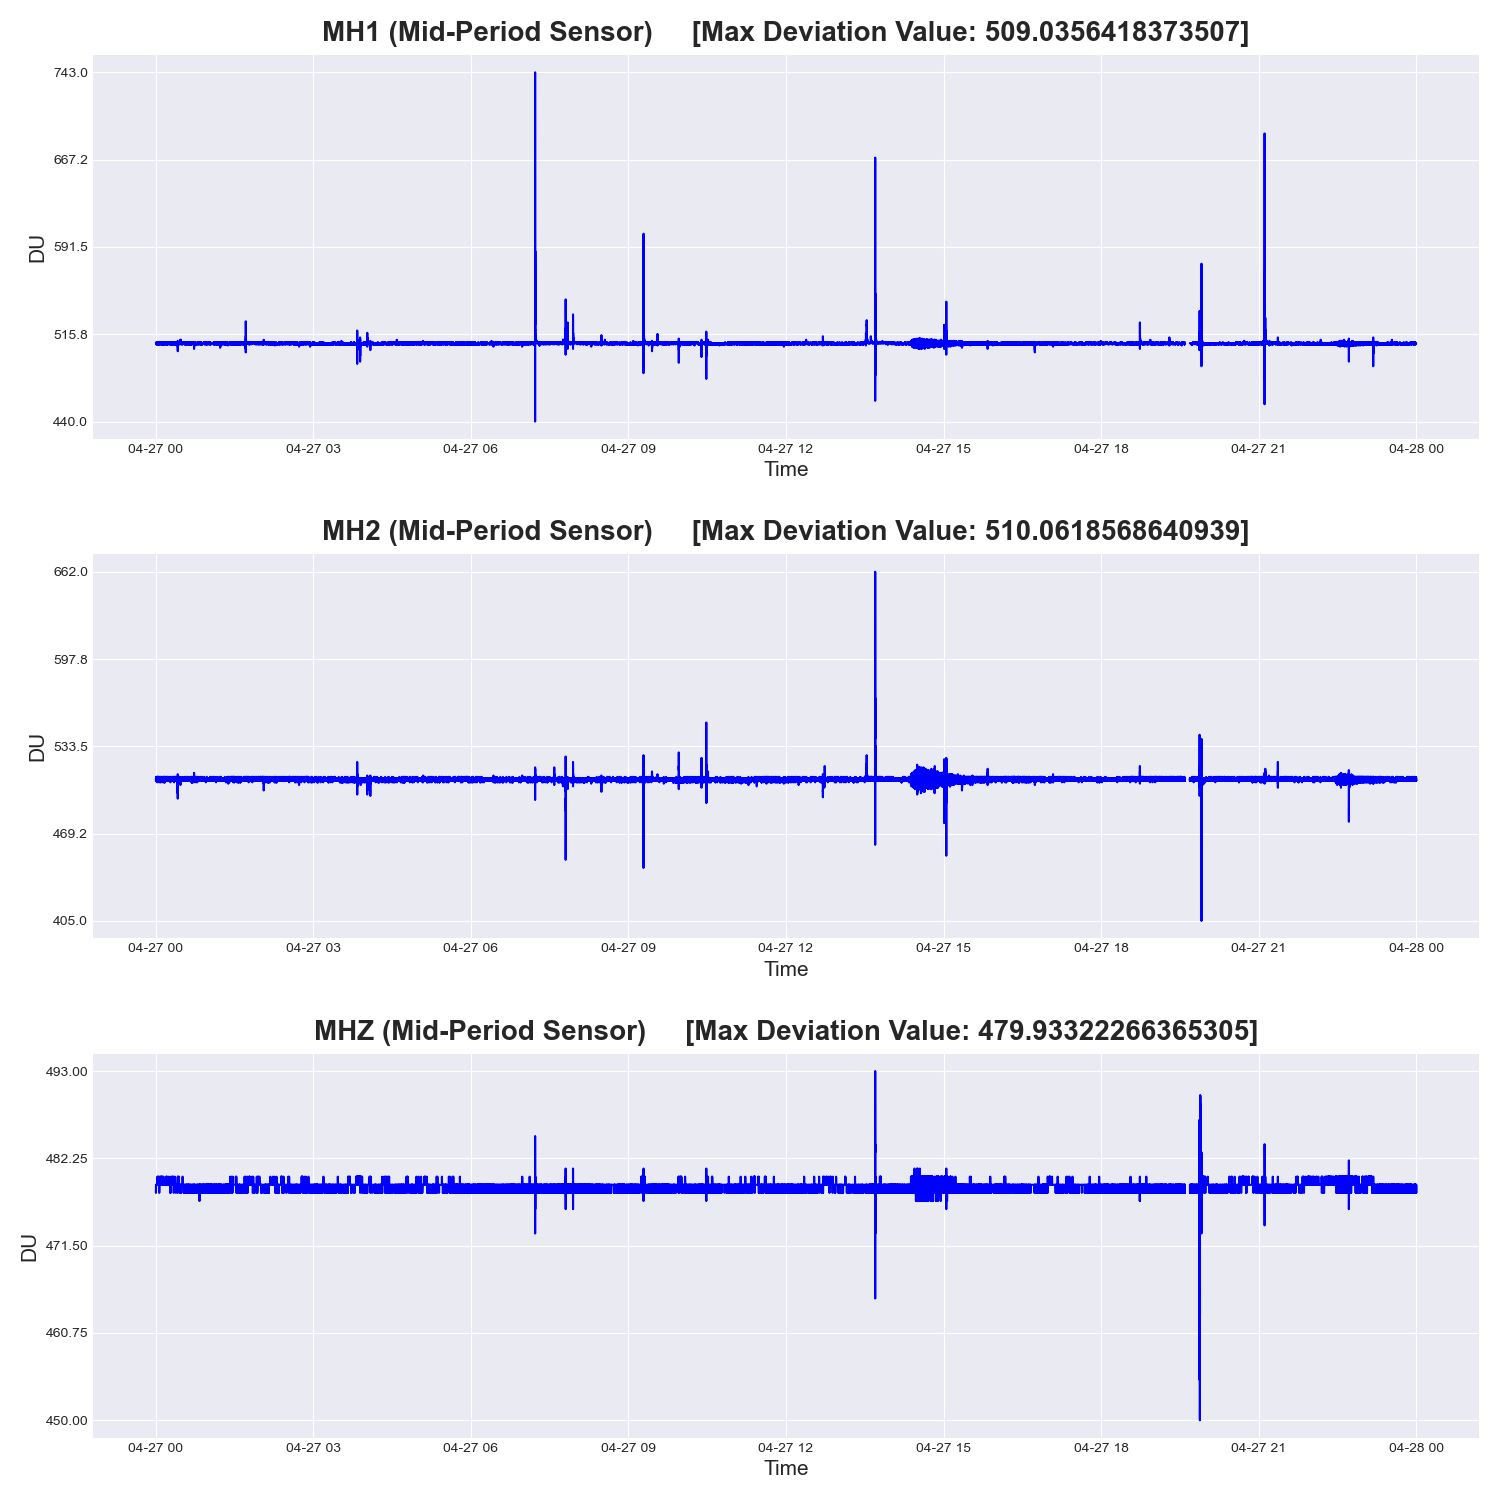 MH1 (Mid-Period Sensor) [Max Deviation Value: 509.0356418373507]
743.0
667.2
591.5
515.8
440.0
DU
04-27 00 04-27 03 04-27 06 04-27 09 04-27 12 04-27 15 04-27 18 04-27 21 04-28 00
Time
MH2 (Mid-Period Sensor) [Max Deviation Value: 510.0618568640939]
662.0
597.8
533.5
469.2
405.0
DU
04-27 00 04-27 03 04-27 06 04-27 09 04-27 12 04-27 15 04-27 18 04-27 21 04-28 00
Time
MHZ (Mid-Period Sensor) [Max Deviation Value: 479.93322266365305]
493.00
482.25
471.50
460.75
450.00
DU
04-27 00 04-27 03 04-27 06 04-27 09 04-27 12 04-27 15 04-27 18 04-27 21 04-28 00
Time